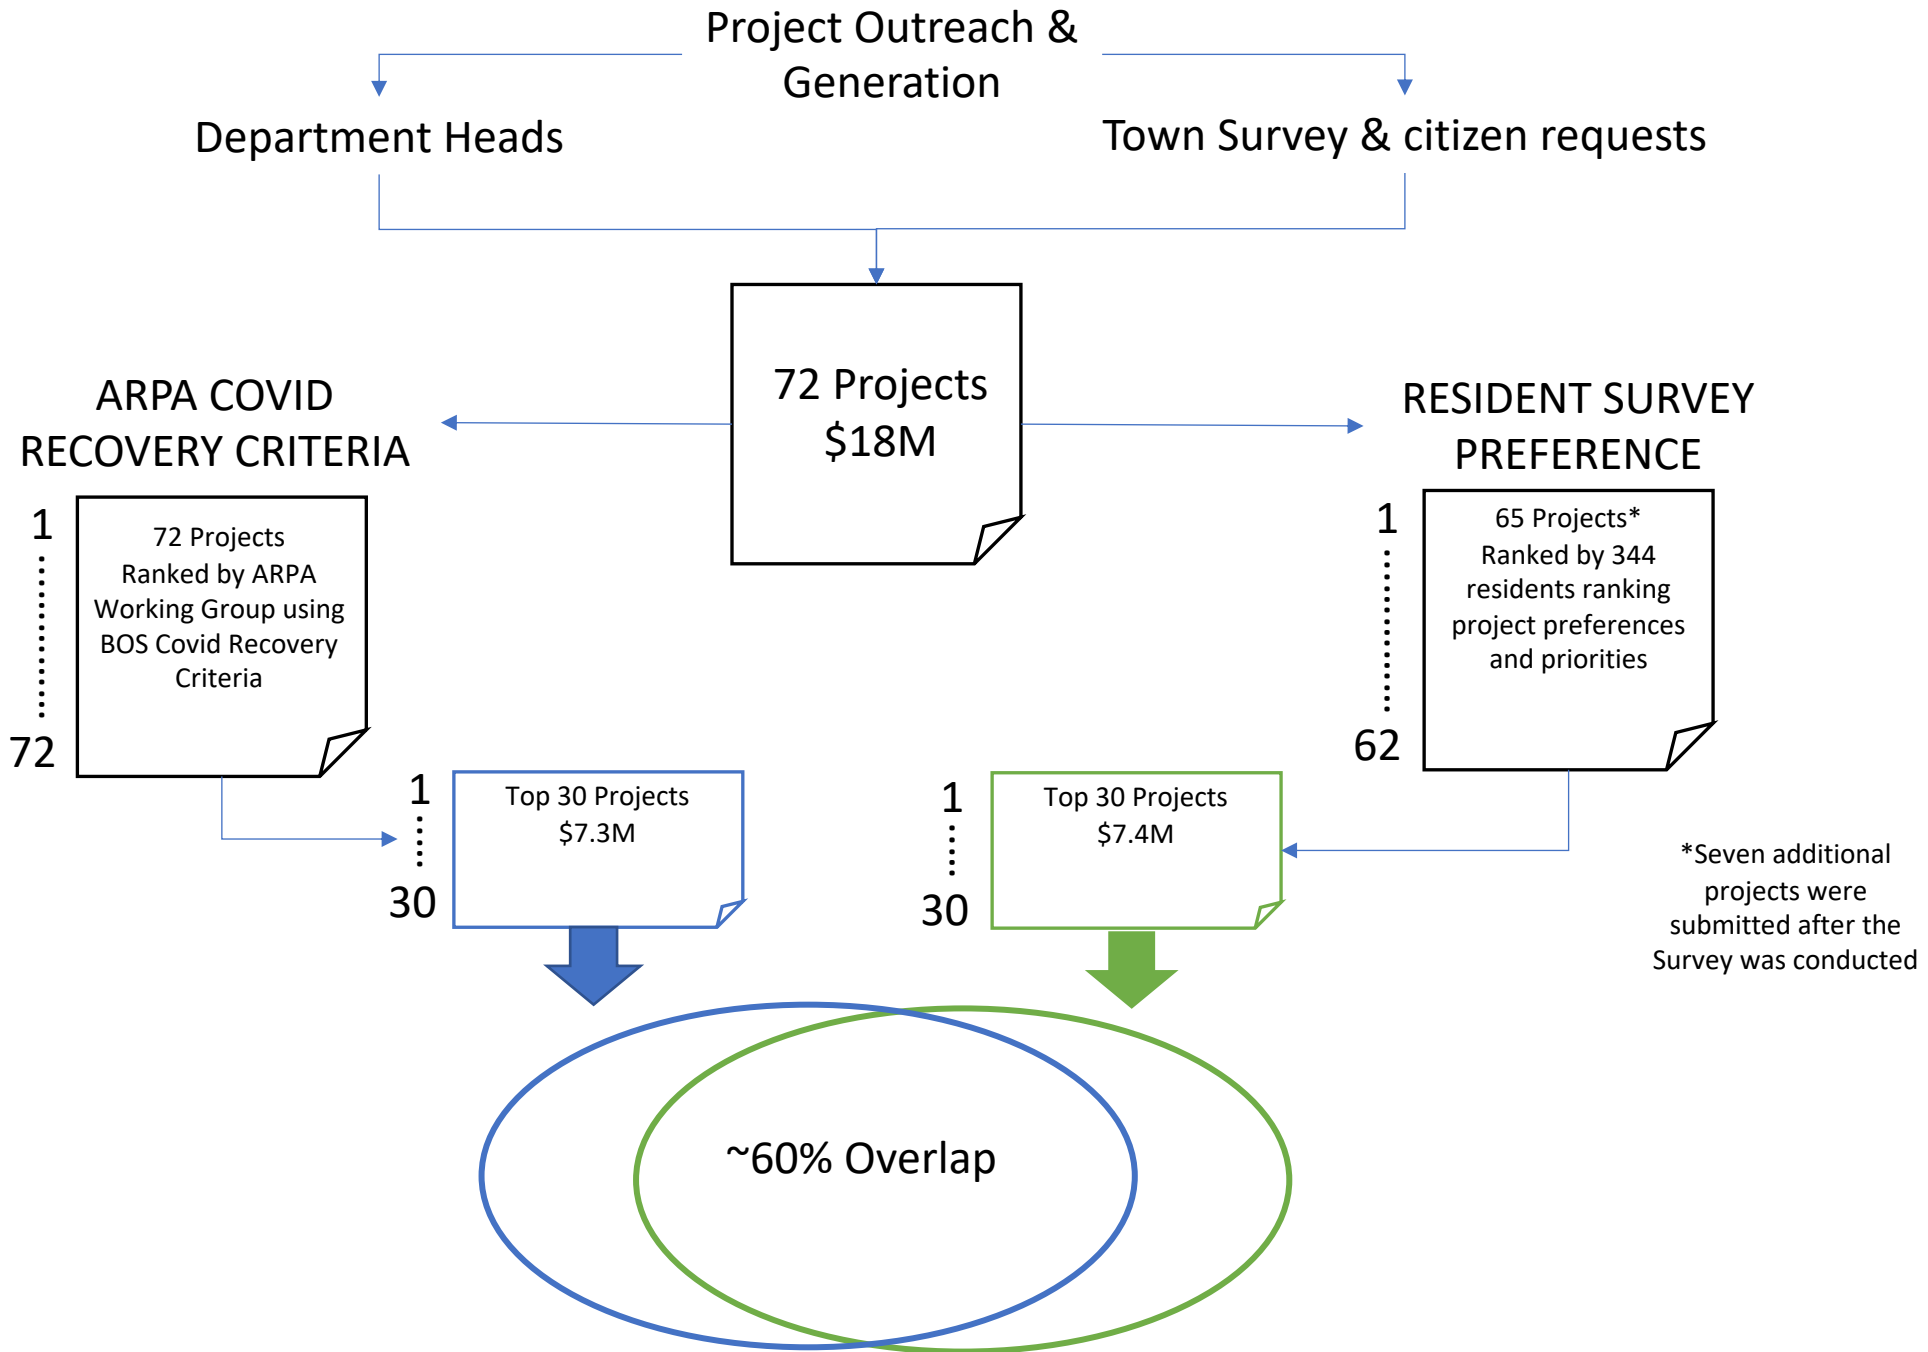 Project Outreach &
Generation
Department Heads
Town Survey & citizen requests
72 Projects
$18M
ARPA COVID
RECOVERY CRITERIA
RESIDENT SURVEY
PREFERENCE
1
72
72 Projects
Ranked by ARPA
Working Group using
BOS Covid Recovery
Criteria
1
62
65 Projects*
Ranked by 344
residents ranking
project preferences
and priorities
1
30
Top 30 Projects
$7.3M
1
30
Top 30 Projects
$7.4M
*Seven additional
projects were
submitted after the
Survey was conducted
~60% Overlap